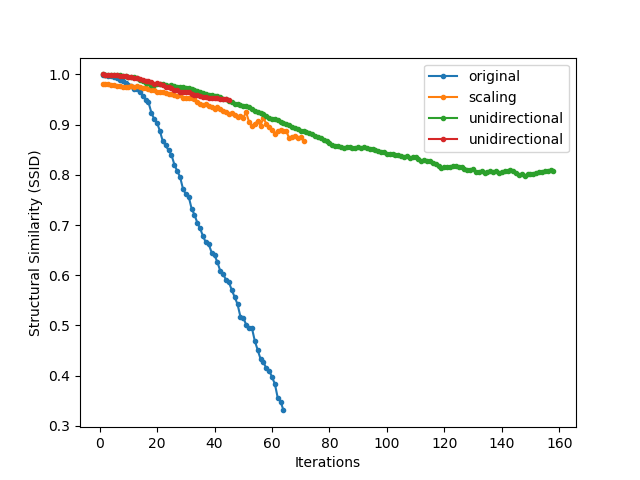 original
scaling
unidirectional
unidirectional
1.0
0.9
0.8
0.7
0.6
0.5
0.4
0.3
Structural Similarity (SSID)
0 20 40 60 80 100 120 140 160
Iterations